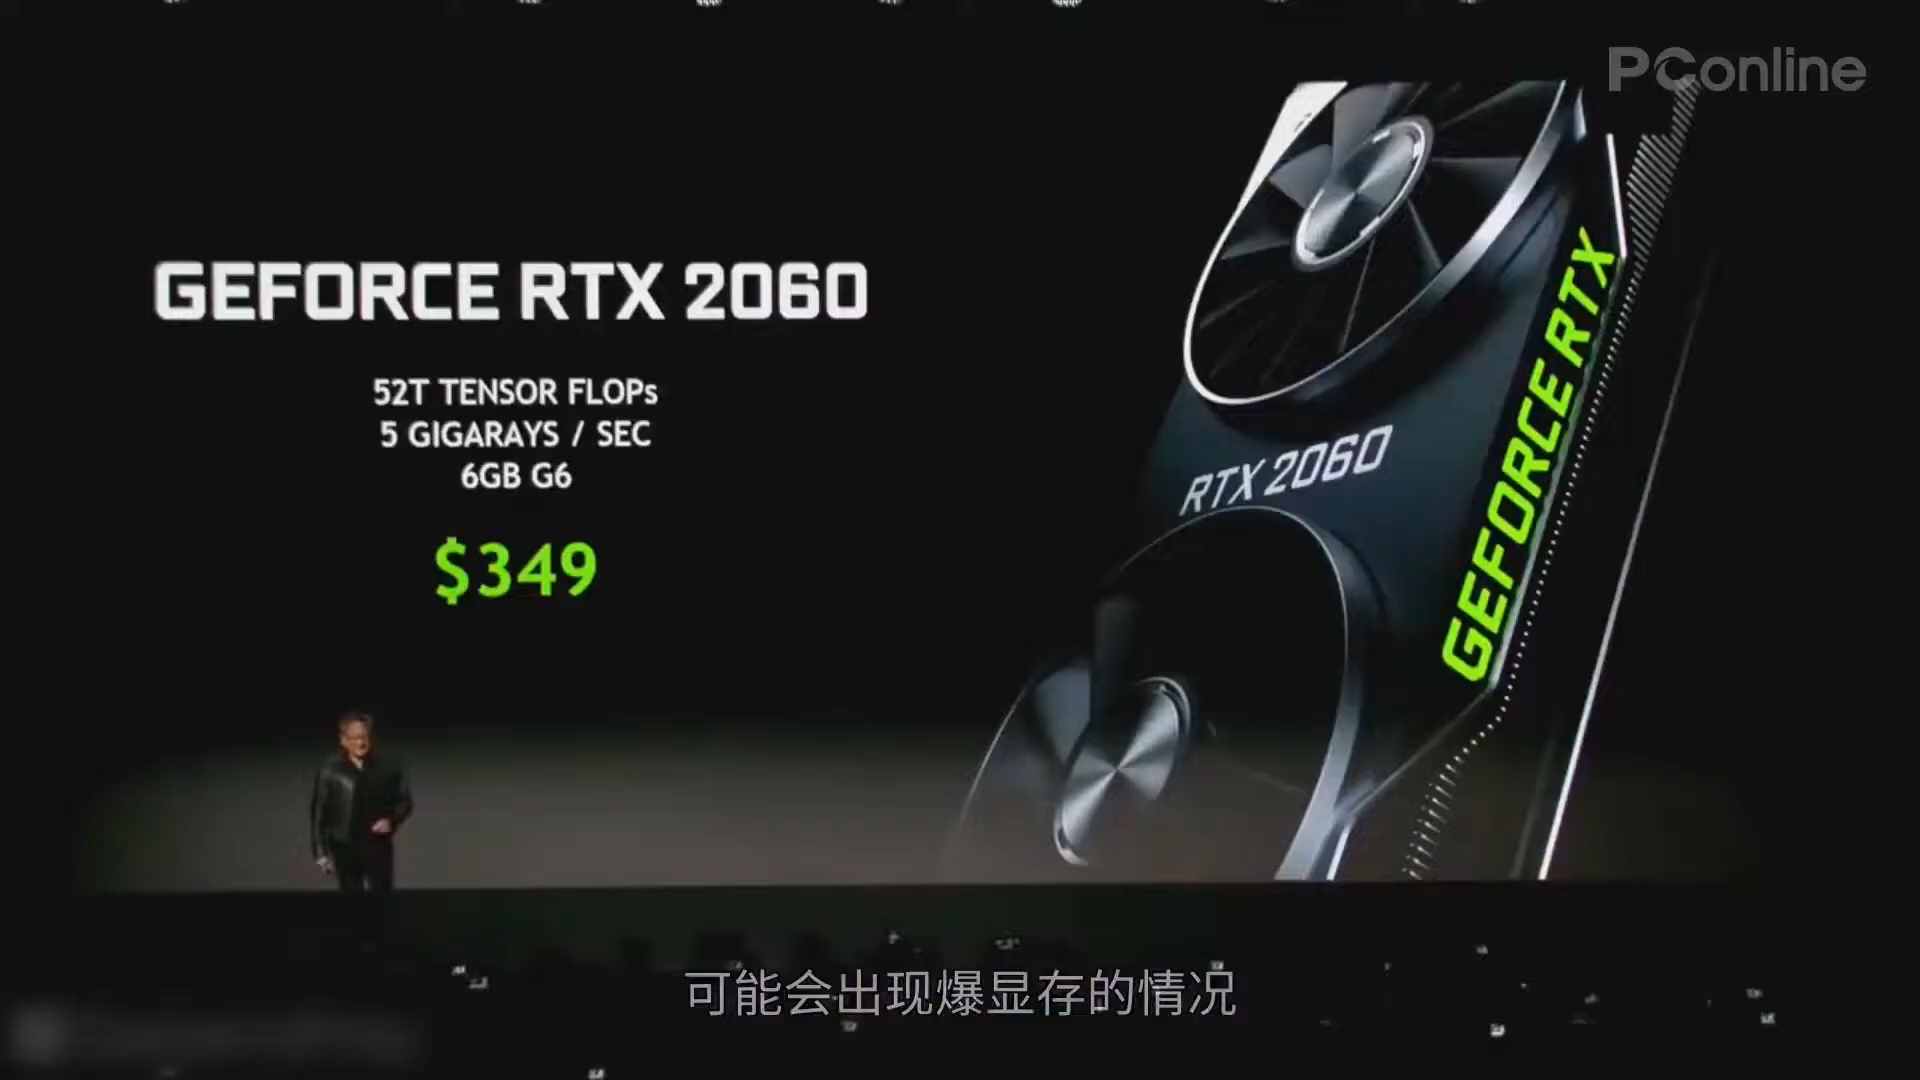 PConline
GEFORCE RTX 2060
52T TENSOR FLOPs
5 GIGARAYS / SEC
6GB G6
$349
RTX 2060
GEFORCE RTX
可能会出现爆显存的情况